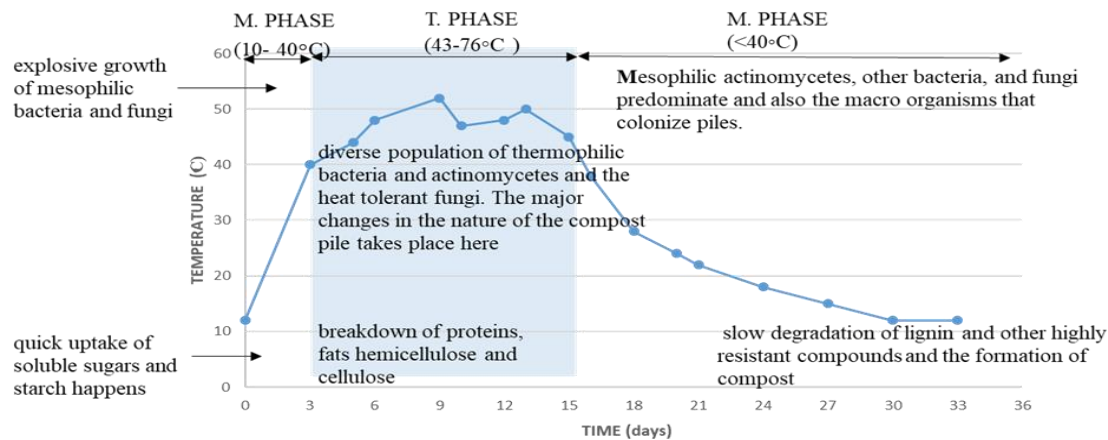 M. PHASE
(10- 40°C)
T. PHASE
(43-76°C )
M. PHASE
(<40°C)
explosive growth
of mesophilic
bacteria and fungi
Mesophilic actinomycetes, other bacteria, and fungi
predominate and also the macro organisms that
colonize piles.
diverse population of thermophilic
bacteria and actinomycetes and the
heat tolerant fungi. The major
changes in the nature of the compost
pile takes place here
quick uptake of
soluble sugars and
starch happens
breakdown of proteins,
fats hemicellulose and
cellulose
slow degradation of lignin and other highly
resistant compounds and the formation of
compost
TEMPERATURE (C)
60
50
40
30
20
10
0
0 3 6 9 12 15 18 21 24 27 30 33 36
TIME (days)